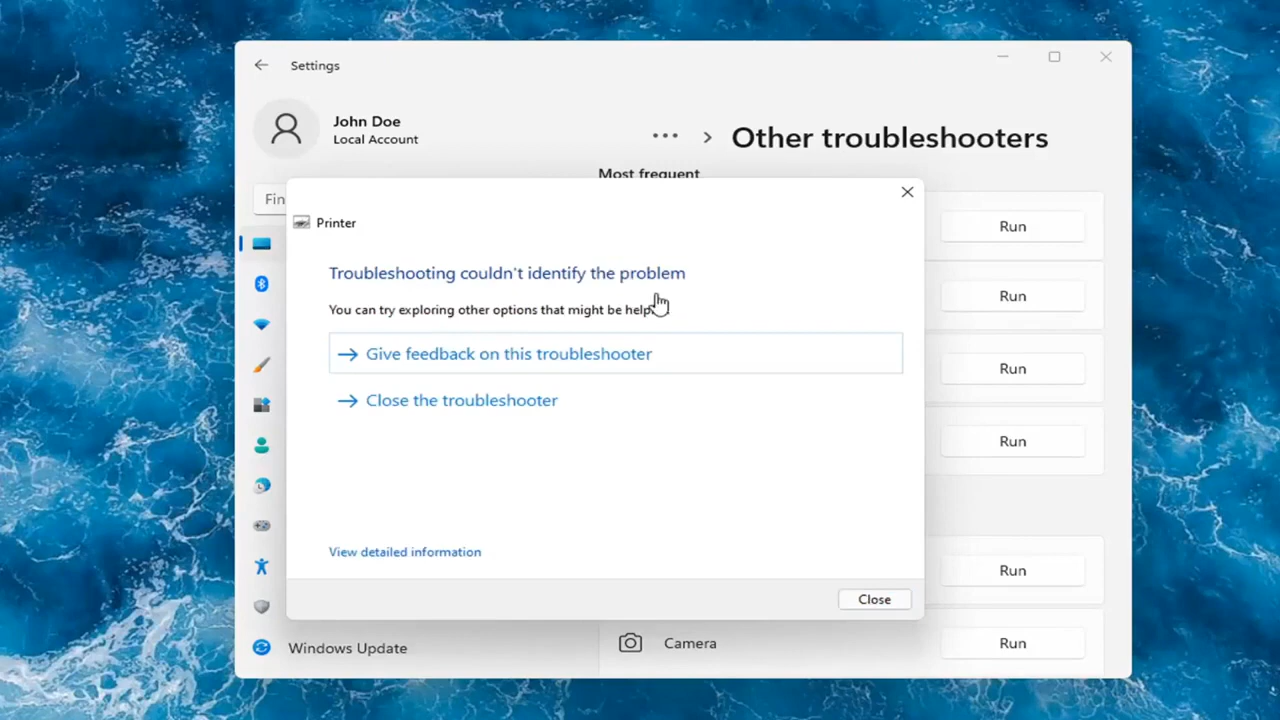 Settings
John Doe
Local Account
Other troubleshooters
Most frequent
Fin
Run
Printer
Troubleshooting couldn't identify the problem
Run
You can try exploring other options that might be help
Give feedback on this troubleshooter
Run
Close the troubleshooter
Run
View detailed information
Run
Close
Windows Update
Camera
Run